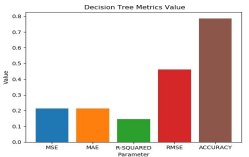 Decision Tree Metrics Value
0.8
0.7
0.6
0.5
0.4
0.3
0.2
0.1
0.0
Value
MSE MAE R-SQUARED RMSE ACCURACY
Parameter